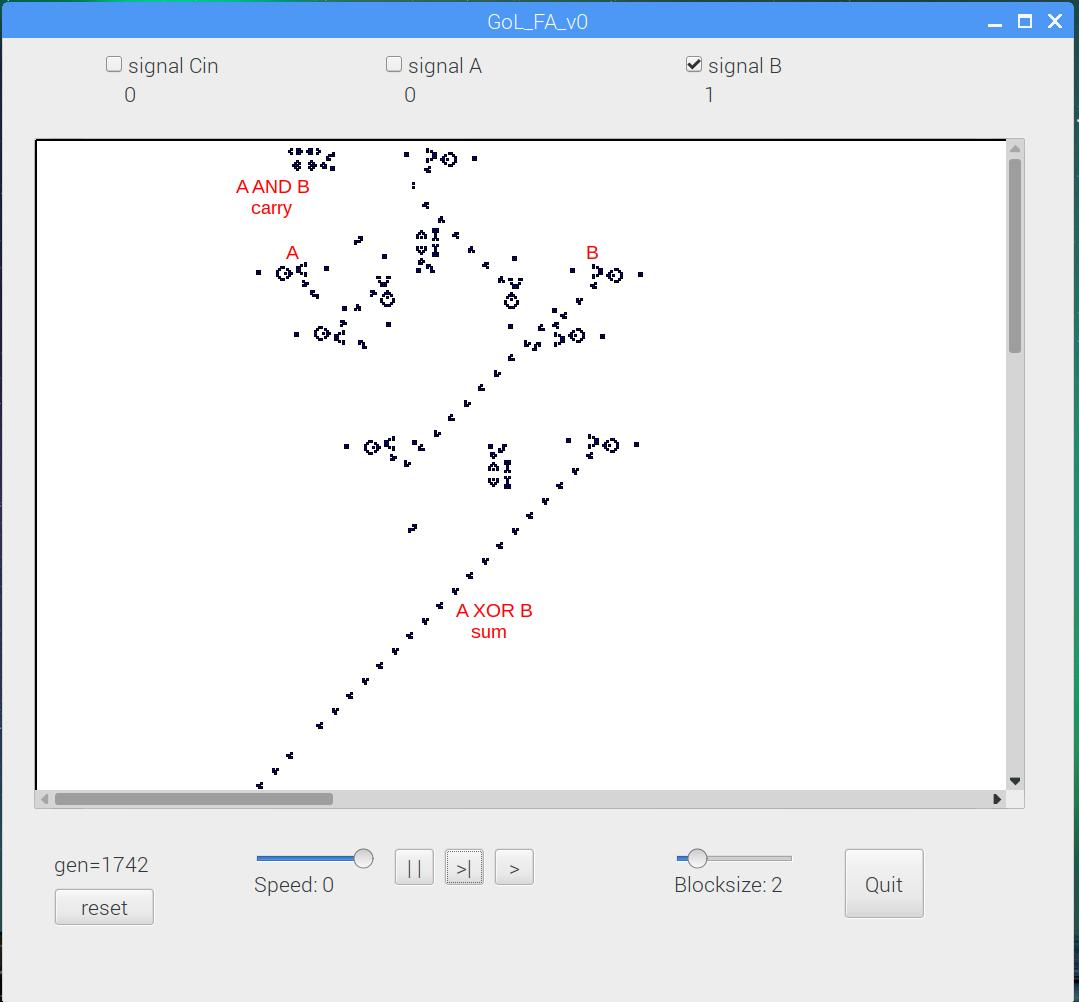 GoL_FA_v0
signal Cin
signal A
signal B
0
0
1
A AND B
carry
A
B
A XOR B
sum
gen=1742
Speed: 0
||
>|
>
Blocksize: 2
Quit
reset